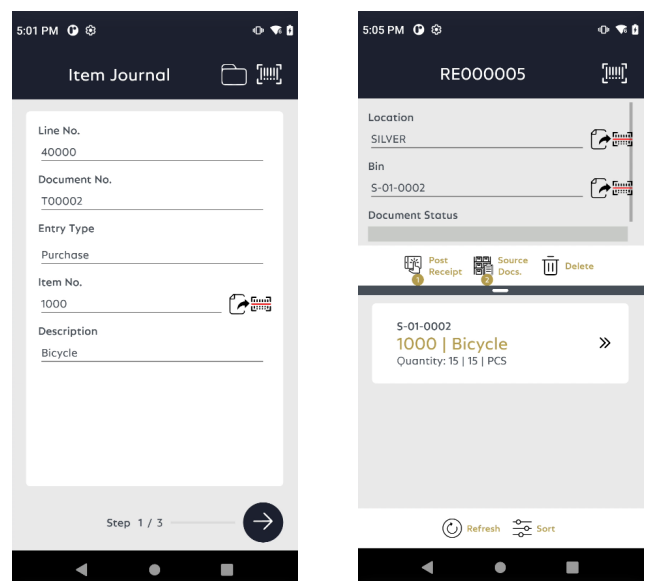 5:01 PM
Item Journal
Line No.
40000
Document No.
T00002
Entry Type
Purchase
Item No.
1000
Description
Bicycle
Step 1 / 3
5:05 PM
RE000005
Location
SILVER
Bin
S-01-0002
Document Status
Post
Receipt
1
Source
Docs.
2
Delete
S-01-0002
1000 | Bicycle
Quantity: 15 | 15 | PCS
Refresh
Sort